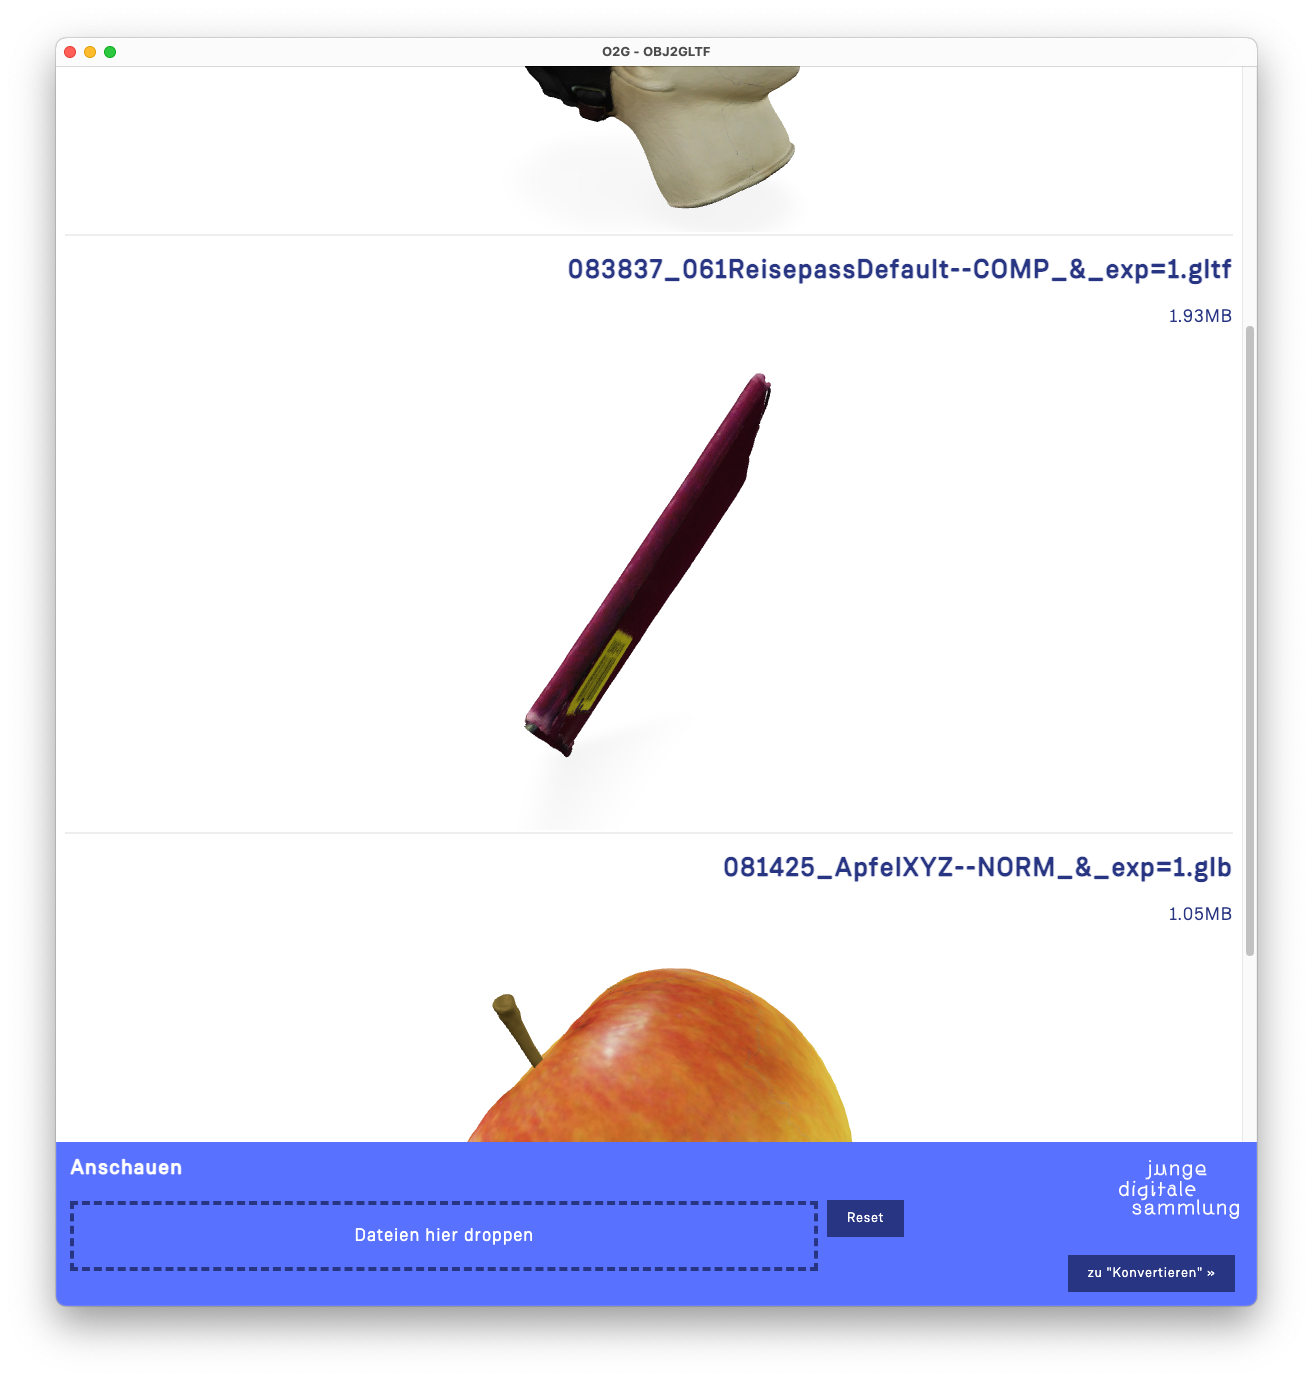 O2G - OBJ2GLTF
083837_061ReisepassDefault--COMP_&_exp=1.gltf
1.93MB
081425_ApfelXYZ--NORM_&_exp=1.glb
1.05MB
Anschauen
Dateien hier droppen
Reset
junge
digitale
sammlung
zu "Konvertieren" »